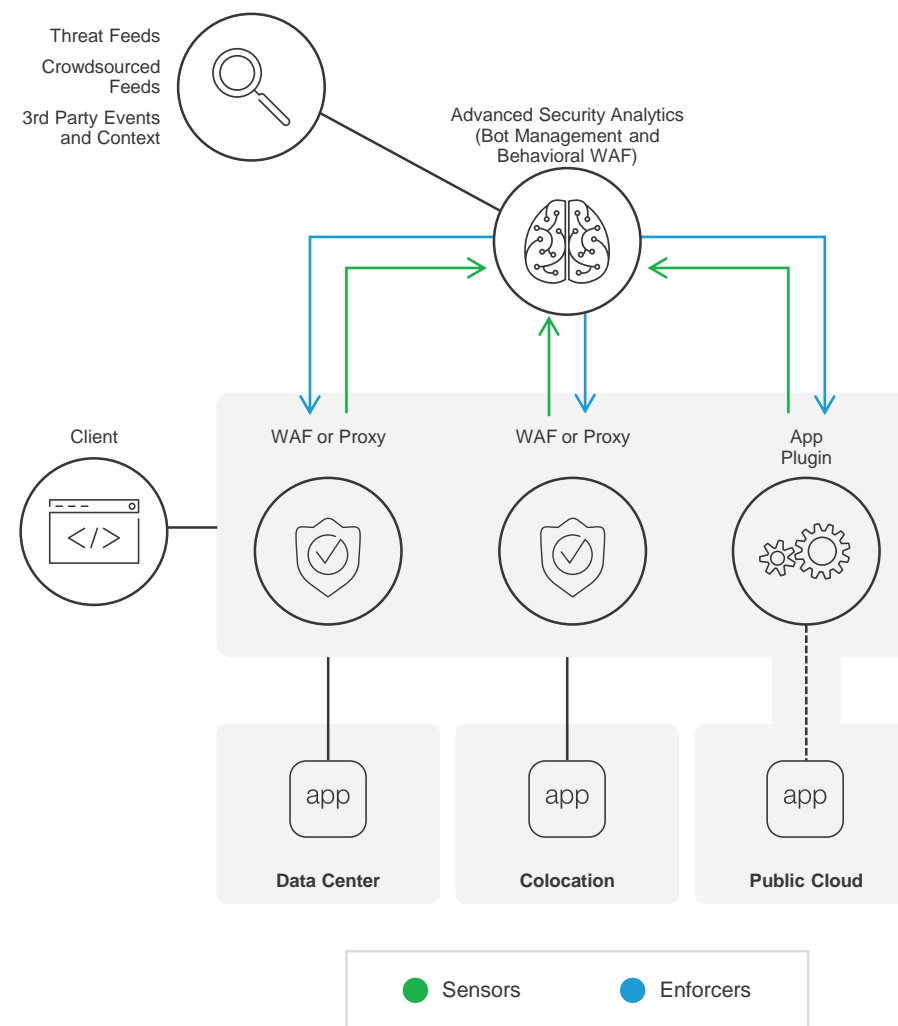 Threat Feeds
Crowdsourced
Feeds
3rd Party Events
and Context
Advanced Security Analytics
(Bot Management and
Behavioral WAF)
Client
</>
WAF or Proxy
WAF or Proxy
App
Plugin
app
app
app
Data Center
Colocation
Public Cloud
Sensors
Enforcers